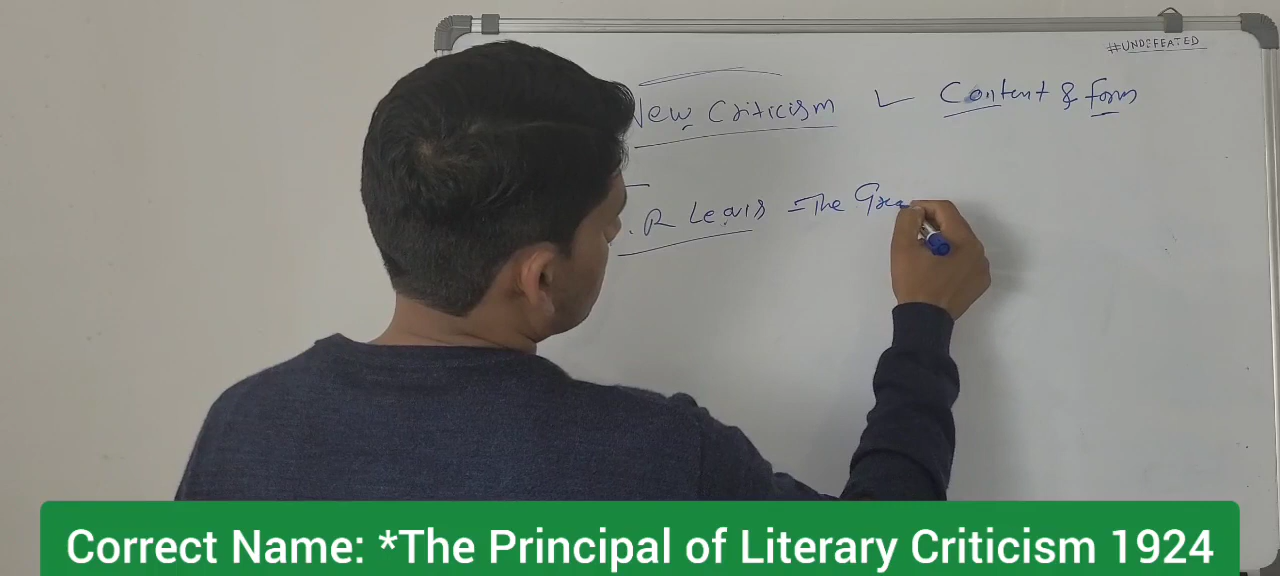 #UNDEFEATED
New Criticism Content & form
. R Leavis = The Grea
Correct Name: *The Principal of Literary Criticism 1924